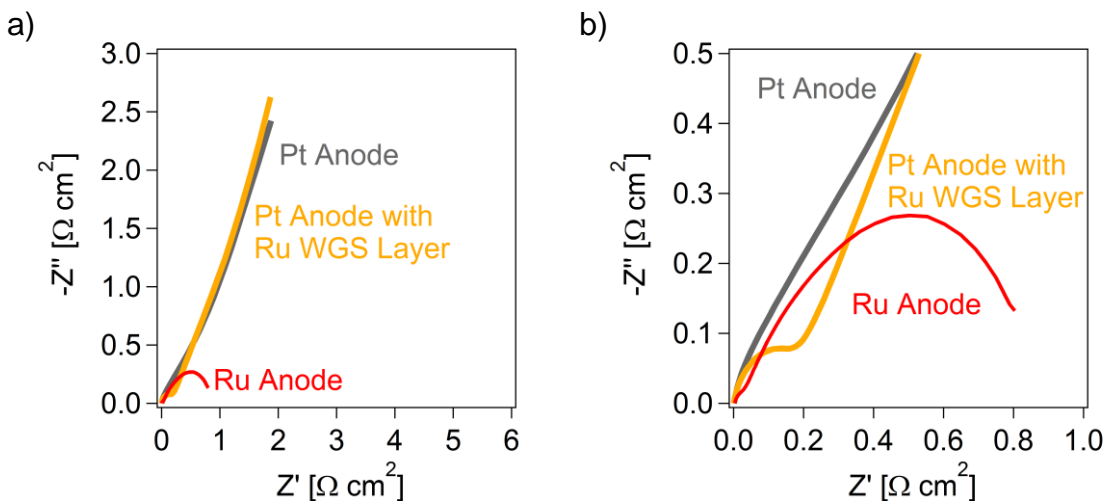 a)
3.0
2.5
2.0
1.5
1.0
0.5
0.0
-Z" [Ω cm²]
Pt Anode
Pt Anode with
Ru WGS Layer
Ru Anode
0 1 2 3 4 5 6
Z' [Ω cm²]
b)
0.5
0.4
0.3
0.2
0.1
0.0
-Z" [Ω cm²]
Pt Anode
Pt Anode with
Ru WGS Layer
Ru Anode
0.0 0.2 0.4 0.6 0.8 1.0
Z' [Ω cm²]